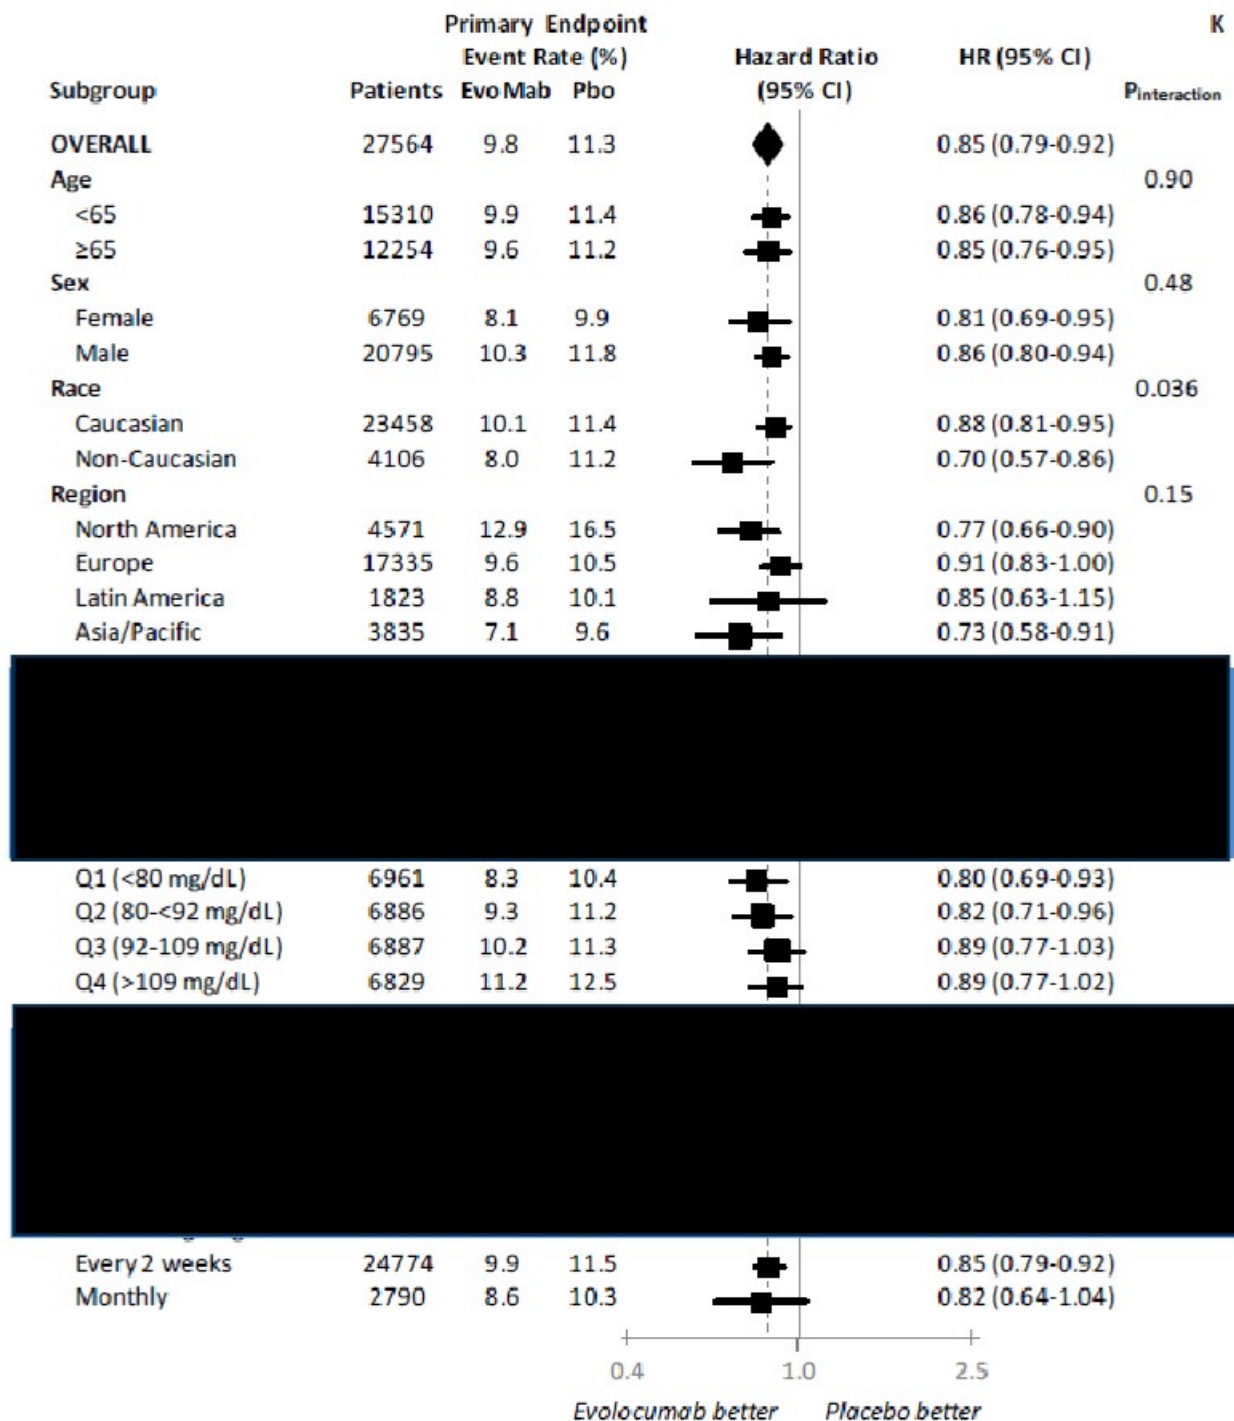 Primary Endpoint K
Event Rate (%) Hazard Ratio HR (95% CI)
Subgroup Patients EvoMab Pbo (95% CI) Pinteraction
OVERALL 27564 9.8 11.3 0.85 (0.79-0.92)
Age 0.90
<65 15310 9.9 11.4 0.86 (0.78-0.94)
≥65 12254 9.6 11.2 0.85 (0.76-0.95)
Sex 0.48
Female 6769 8.1 9.9 0.81 (0.69-0.95)
Male 20795 10.3 11.8 0.86 (0.80-0.94)
Race 0.036
Caucasian 23458 10.1 11.4 0.88 (0.81-0.95)
Non-Caucasian 4106 8.0 11.2 0.70 (0.57-0.86)
Region 0.15
North America 4571 12.9 16.5 0.77 (0.66-0.90)
Europe 17335 9.6 10.5 0.91 (0.83-1.00)
Latin America 1823 8.8 10.1 0.85 (0.63-1.15)
Asia/Pacific 3835 7.1 9.6 0.73 (0.58-0.91)
Q1 (<80 mg/dL) 6961 8.3 10.4 0.80 (0.69-0.93)
Q2 (80-<92 mg/dL) 6886 9.3 11.2 0.82 (0.71-0.96)
Q3 (92-109 mg/dL) 6887 10.2 11.3 0.89 (0.77-1.03)
Q4 (>109 mg/dL) 6829 11.2 12.5 0.89 (0.77-1.02)
Every 2 weeks 24774 9.9 11.5 0.85 (0.79-0.92)
Monthly 2790 8.6 10.3 0.82 (0.64-1.04)
0.4 1.0 2.5
Evolocumab better Placebo better